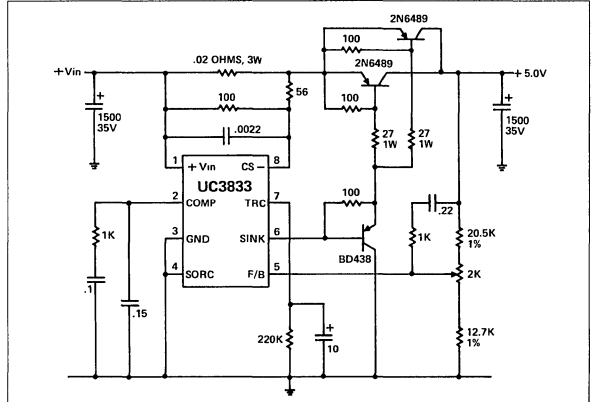 2N6489
100
.02 OHMS, 3W
2N6489
+Vin
+ 5.0V
56
100
100
+
1500
35V
+
1500
35V
.0022
27
1W
27
1W
1
+ Vin
CS −
8
UC3833
2
COMP
TRC
7
100
.22
1K
3
GND
SINK
6
1K
20.5K
1%
BD438
4
SORC
F/B
5
2K
.1
.15
220K
+
10
12.7K
1%